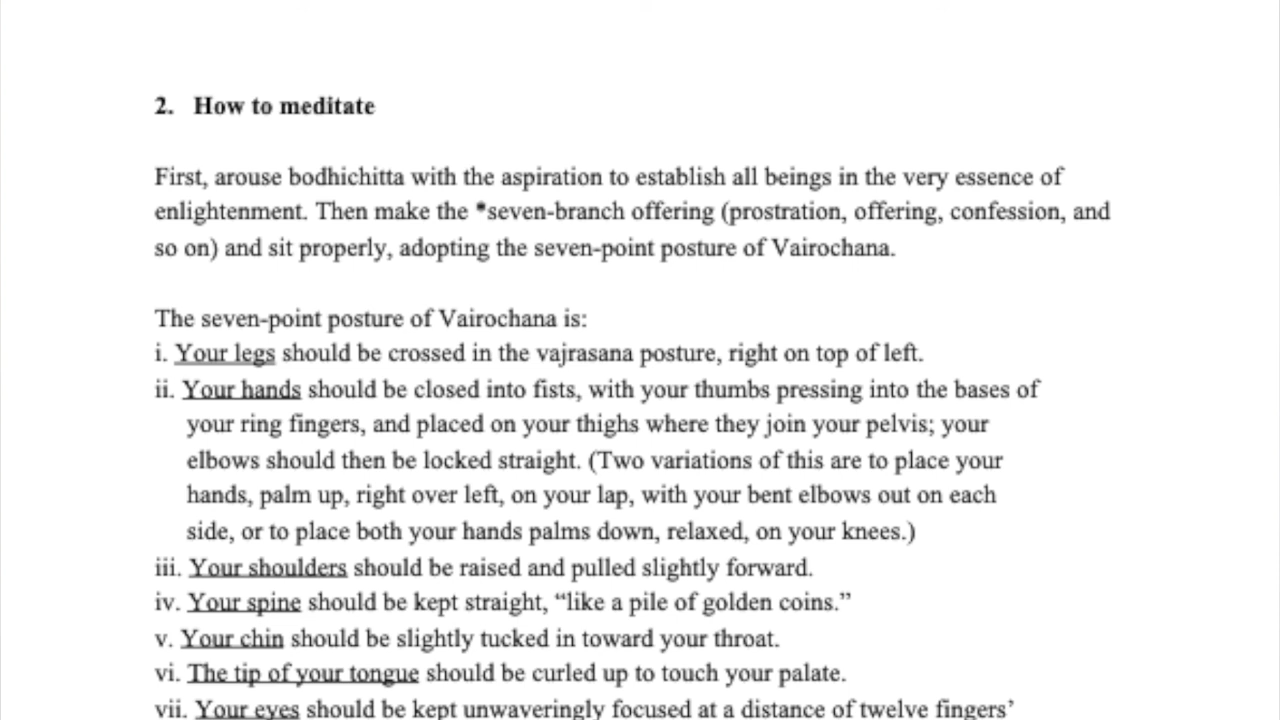 2. How to meditate
First, arouse bodhichitta with the aspiration to establish all beings in the very essence of
enlightenment. Then make the *seven-branch offering (prostration, offering, confession, and
so on) and sit properly, adopting the seven-point posture of Vairochana.
The seven-point posture of Vairochana is:
i. Your legs should be crossed in the vajrasana posture, right on top of left.
ii. Your hands should be closed into fists, with your thumbs pressing into the bases of
your ring fingers, and placed on your thighs where they join your pelvis; your
elbows should then be locked straight. (Two variations of this are to place your
hands, palm up, right over left, on your lap, with your bent elbows out on each
side, or to place both your hands palms down, relaxed, on your knees.)
iii. Your shoulders should be raised and pulled slightly forward.
iv. Your spine should be kept straight, “like a pile of golden coins.”
v. Your chin should be slightly tucked in toward your throat.
vi. The tip of your tongue should be curled up to touch your palate.
vii. Your eyes should be kept unwaveringly focused at a distance of twelve fingers’